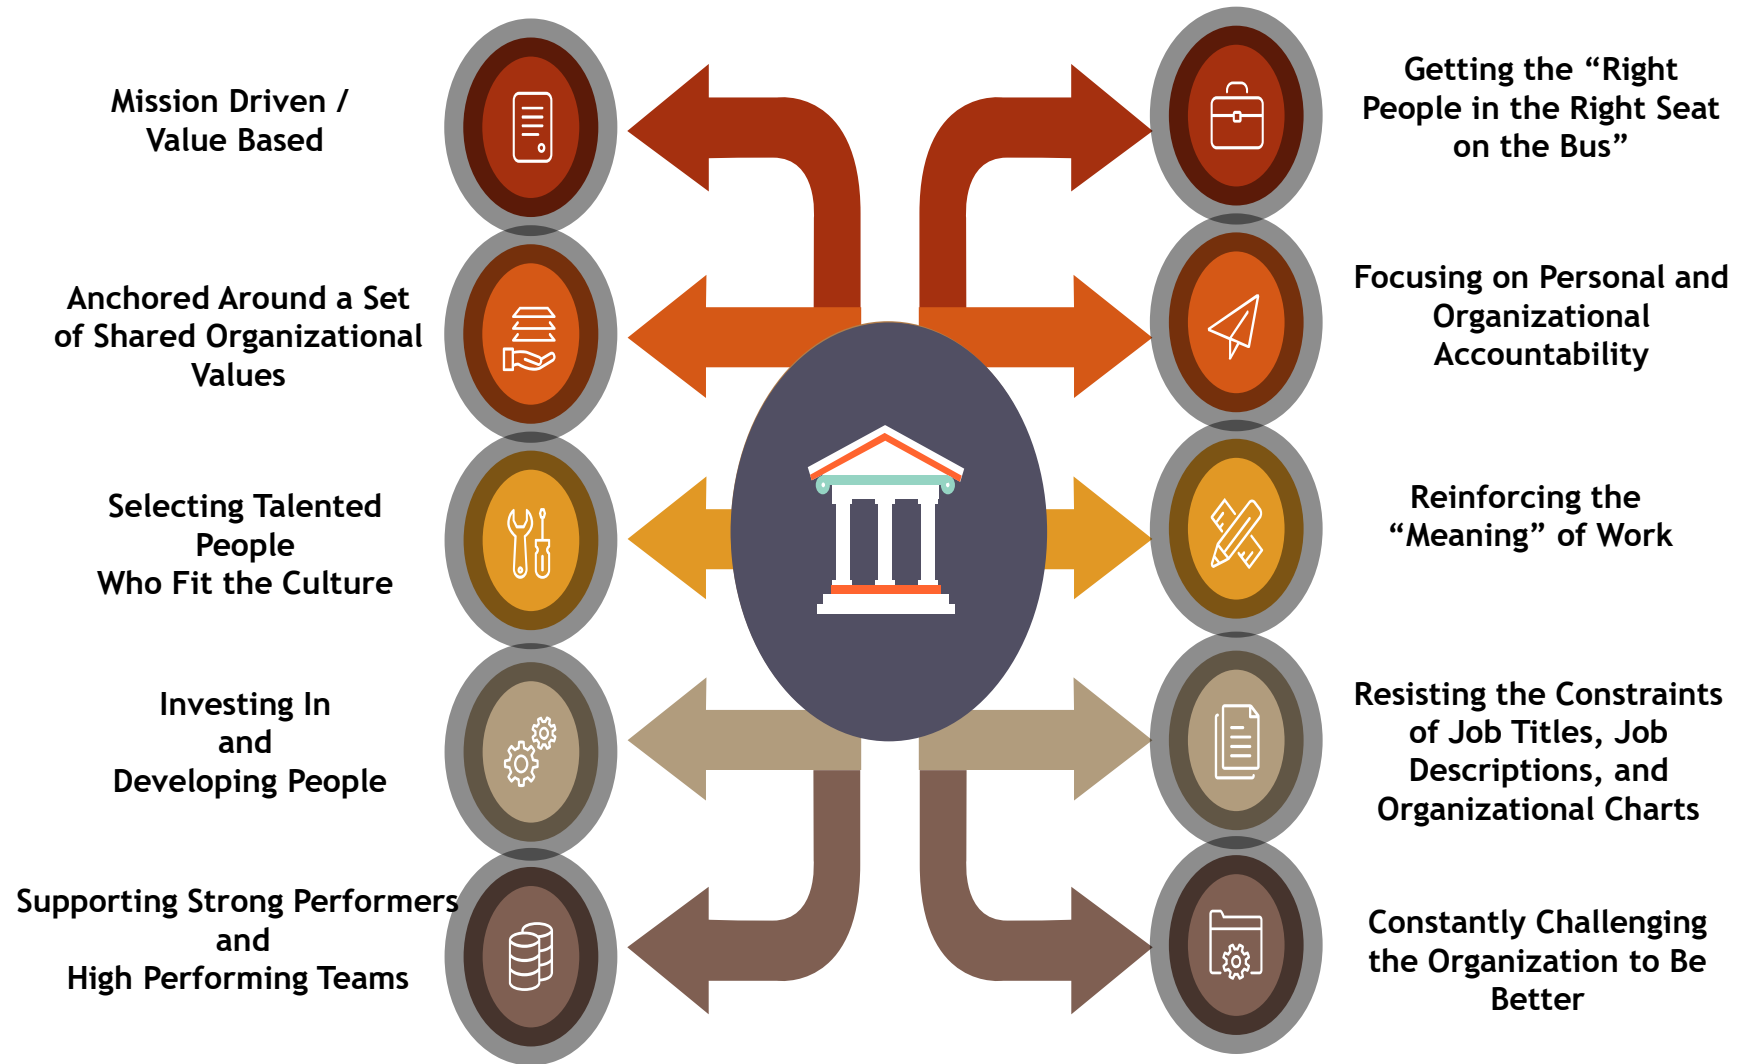 Mission Driven /
Value Based
Anchored Around a Set
of Shared Organizational
Values
Selecting Talented
People
Who Fit the Culture
Investing In
and
Developing People
Supporting Strong Performers
and
High Performing Teams
Getting the “Right
People in the Right Seat
on the Bus”
Focusing on Personal and
Organizational
Accountability
Reinforcing the
“Meaning” of Work
Resisting the Constraints
of Job Titles, Job
Descriptions, and
Organizational Charts
Constantly Challenging
the Organization to Be
Better